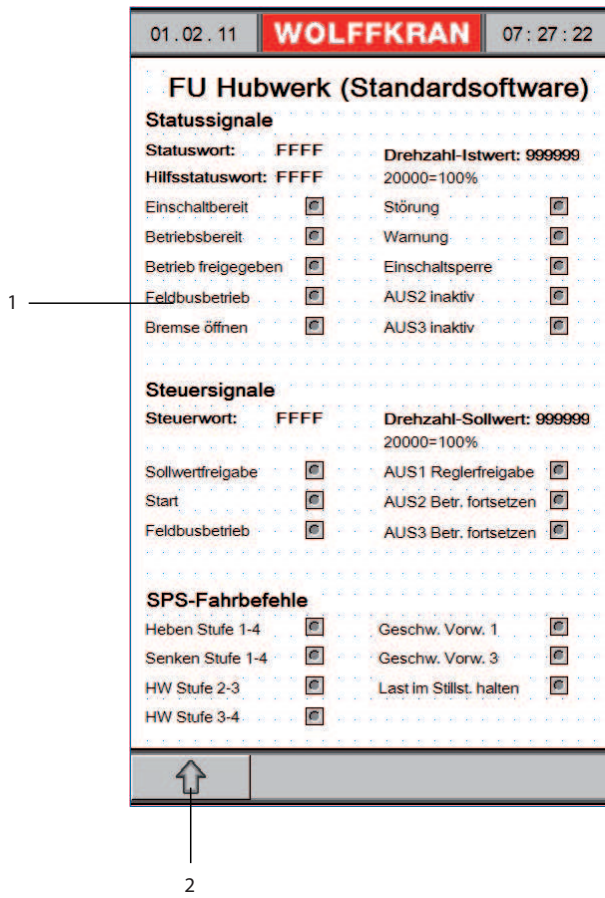 01.02.11 WOLFFKRAN 07:27:22
FU Hubwerk (Standardsoftware)
Statussignale
Statuswort: FFFF Drehzahl-Istwert: 999999
Hilfsstatuswort: FFFF 20000=100%
Einschaltbereit Störung
Betriebsbereit Warnung
Betrieb freigegeben Einschaltsperre
1 Feldbusbetrieb AUS2 inaktiv
Bremse öffnen AUS3 inaktiv
Steuersignale
Steuerwort: FFFF Drehzahl-Sollwert: 999999
20000=100%
Sollwertfreigabe AUS1 Reglerfreigabe
Start AUS2 Betr. fortsetzen
Feldbusbetrieb AUS3 Betr. fortsetzen
SPS-Fahrbefehle
Heben Stufe 1-4 Geschw. Vorw. 1
Senken Stufe 1-4 Geschw. Vorw. 3
HW Stufe 2-3 Last im Stillst. halten
HW Stufe 3-4
2